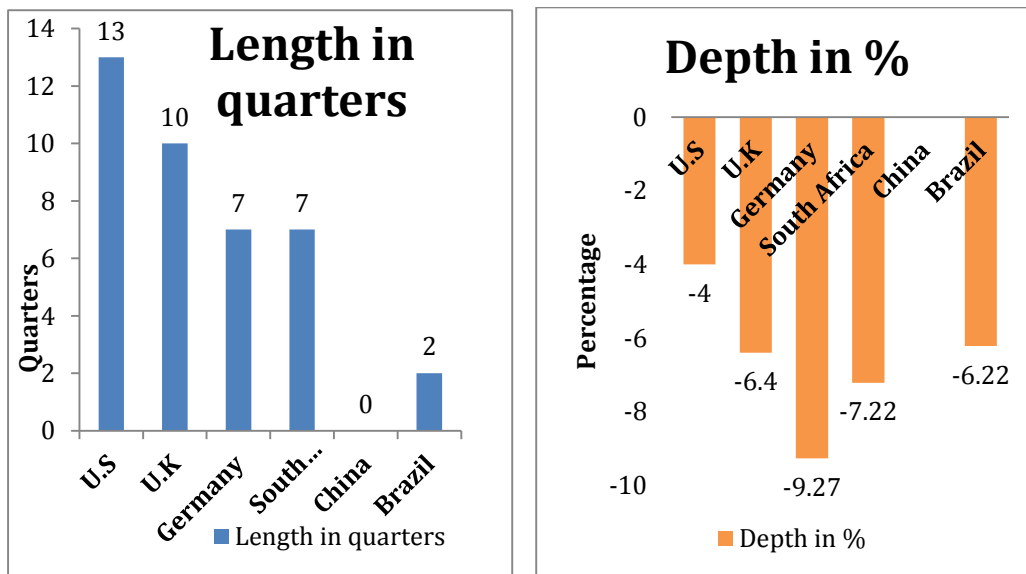 Length in
quarters
14
12
10
8
6
4
2
0
Quarters
13
10
7
7
0
2
U.S
U.K
Germany
South...
China
Brazil
Length in quarters
Depth in %
0
-2
-4
-6
-8
-10
Percentage
U.S
U.K
Germany
South Africa
China
Brazil
-4
-6.4
-9.27
-7.22
-6.22
Depth in %